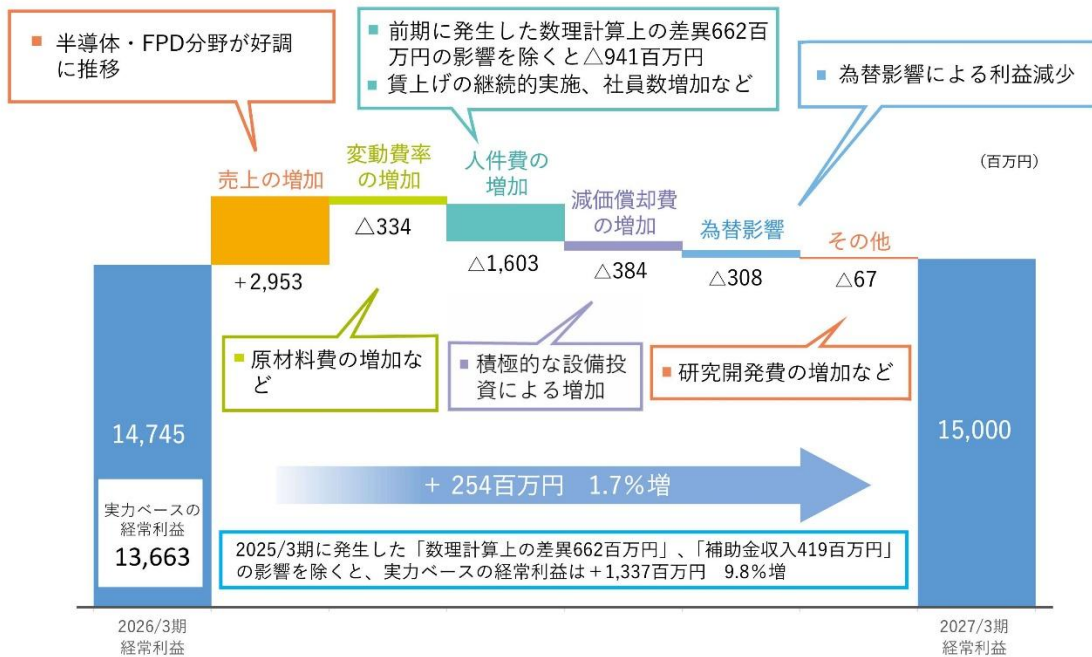 ■ 半導体・FPD分野が好調
に推移
■ 前期に発生した数理計算上の差異662百
万円の影響を除くと△941百万円
■ 賃上げの継続的実施、社員数増加など
■ 為替影響による利益減少
（百万円）
売上の増加
+2,953
変動費率
の増加
△334
人件費の
増加
△1,603
減価償却費
の増加
△384
為替影響
△308
その他
△67
■ 原材料費の増加な
ど
■ 積極的な設備投
資による増加
■ 研究開発費の増加など
14,745
実力ベースの
経常利益
13,663
15,000
+ 254百万円 1.7%増
2025/3期に発生した「数理計算上の差異662百万円」、「補助金収入419百万円」
の影響を除くと、実力ベースの経常利益は+1,337百万円 9.8%増
2026/3期
経常利益
2027/3期
経常利益